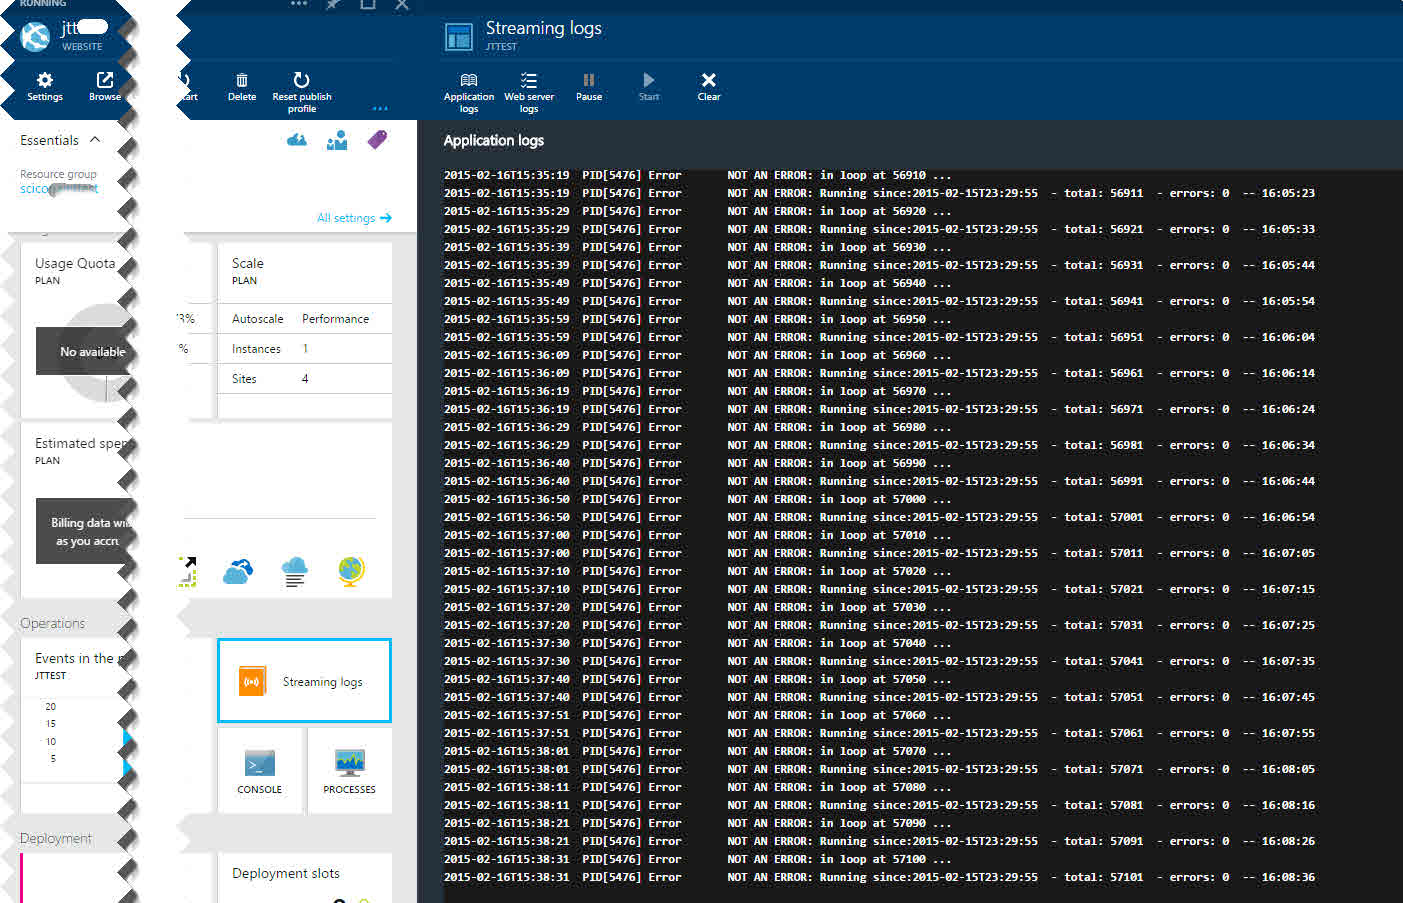 RUNNING
WEBSITE
Settings
Browse
Delete
Reset publish
profile
...
Essentials
Resource group
All settings
Usage Quota
PLAN
No available
Scale
PLAN
Autoscale Performance
Instances 1
Sites 4
Estimated
PLAN
Billing data
as you
Operations
Events in the
JTTEST
20
15
10
5
Streaming logs
CONSOLE
PROCESSES
Deployment
Deployment slots
Streaming logs
JTTEST
Application
logs
Web server
logs
Pause
Start
Clear
Application logs
2015-02-16T15:35:19 PID[5476] Error NOT AN ERROR: in loop at 56910 ...
2015-02-16T15:35:19 PID[5476] Error NOT AN ERROR: Running since:2015-02-15T23:29:55 - total: 56911 - errors: 0 -- 16:05:23
2015-02-16T15:35:29 PID[5476] Error NOT AN ERROR: in loop at 56920 ...
2015-02-16T15:35:29 PID[5476] Error NOT AN ERROR: Running since:2015-02-15T23:29:55 - total: 56921 - errors: 0 -- 16:05:33
2015-02-16T15:35:39 PID[5476] Error NOT AN ERROR: in loop at 56930 ...
2015-02-16T15:35:39 PID[5476] Error NOT AN ERROR: Running since:2015-02-15T23:29:55 - total: 56931 - errors: 0 -- 16:05:44
2015-02-16T15:35:49 PID[5476] Error NOT AN ERROR: in loop at 56940 ...
2015-02-16T15:35:49 PID[5476] Error NOT AN ERROR: Running since:2015-02-15T23:29:55 - total: 56941 - errors: 0 -- 16:05:54
2015-02-16T15:35:59 PID[5476] Error NOT AN ERROR: in loop at 56950 ...
2015-02-16T15:35:59 PID[5476] Error NOT AN ERROR: Running since:2015-02-15T23:29:55 - total: 56951 - errors: 0 -- 16:06:04
2015-02-16T15:36:09 PID[5476] Error NOT AN ERROR: in loop at 56960 ...
2015-02-16T15:36:09 PID[5476] Error NOT AN ERROR: Running since:2015-02-15T23:29:55 - total: 56961 - errors: 0 -- 16:06:14
2015-02-16T15:36:19 PID[5476] Error NOT AN ERROR: in loop at 56970 ...
2015-02-16T15:36:19 PID[5476] Error NOT AN ERROR: Running since:2015-02-15T23:29:55 - total: 56971 - errors: 0 -- 16:06:24
2015-02-16T15:36:29 PID[5476] Error NOT AN ERROR: in loop at 56980 ...
2015-02-16T15:36:29 PID[5476] Error NOT AN ERROR: Running since:2015-02-15T23:29:55 - total: 56981 - errors: 0 -- 16:06:34
2015-02-16T15:36:40 PID[5476] Error NOT AN ERROR: in loop at 56990 ...
2015-02-16T15:36:40 PID[5476] Error NOT AN ERROR: Running since:2015-02-15T23:29:55 - total: 56991 - errors: 0 -- 16:06:44
2015-02-16T15:36:50 PID[5476] Error NOT AN ERROR: in loop at 57000 ...
2015-02-16T15:36:50 PID[5476] Error NOT AN ERROR: Running since:2015-02-15T23:29:55 - total: 57001 - errors: 0 -- 16:06:54
2015-02-16T15:37:00 PID[5476] Error NOT AN ERROR: in loop at 57010 ...
2015-02-16T15:37:00 PID[5476] Error NOT AN ERROR: Running since:2015-02-15T23:29:55 - total: 57011 - errors: 0 -- 16:07:05
2015-02-16T15:37:10 PID[5476] Error NOT AN ERROR: in loop at 57020 ...
2015-02-16T15:37:10 PID[5476] Error NOT AN ERROR: Running since:2015-02-15T23:29:55 - total: 57021 - errors: 0 -- 16:07:15
2015-02-16T15:37:20 PID[5476] Error NOT AN ERROR: in loop at 57030 ...
2015-02-16T15:37:20 PID[5476] Error NOT AN ERROR: Running since:2015-02-15T23:29:55 - total: 57031 - errors: 0 -- 16:07:25
2015-02-16T15:37:30 PID[5476] Error NOT AN ERROR: in loop at 57040 ...
2015-02-16T15:37:30 PID[5476] Error NOT AN ERROR: Running since:2015-02-15T23:29:55 - total: 57041 - errors: 0 -- 16:07:35
2015-02-16T15:37:40 PID[5476] Error NOT AN ERROR: in loop at 57050 ...
2015-02-16T15:37:40 PID[5476] Error NOT AN ERROR: Running since:2015-02-15T23:29:55 - total: 57051 - errors: 0 -- 16:07:45
2015-02-16T15:37:51 PID[5476] Error NOT AN ERROR: in loop at 57060 ...
2015-02-16T15:37:51 PID[5476] Error NOT AN ERROR: Running since:2015-02-15T23:29:55 - total: 57061 - errors: 0 -- 16:07:55
2015-02-16T15:38:01 PID[5476] Error NOT AN ERROR: in loop at 57070 ...
2015-02-16T15:38:01 PID[5476] Error NOT AN ERROR: Running since:2015-02-15T23:29:55 - total: 57071 - errors: 0 -- 16:08:05
2015-02-16T15:38:11 PID[5476] Error NOT AN ERROR: in loop at 57080 ...
2015-02-16T15:38:11 PID[5476] Error NOT AN ERROR: Running since:2015-02-15T23:29:55 - total: 57081 - errors: 0 -- 16:08:16
2015-02-16T15:38:21 PID[5476] Error NOT AN ERROR: in loop at 57090 ...
2015-02-16T15:38:21 PID[5476] Error NOT AN ERROR: Running since:2015-02-15T23:29:55 - total: 57091 - errors: 0 -- 16:08:26
2015-02-16T15:38:31 PID[5476] Error NOT AN ERROR: in loop at 57100 ...
2015-02-16T15:38:31 PID[5476] Error NOT AN ERROR: Running since:2015-02-15T23:29:55 - total: 57101 - errors: 0 -- 16:08:36